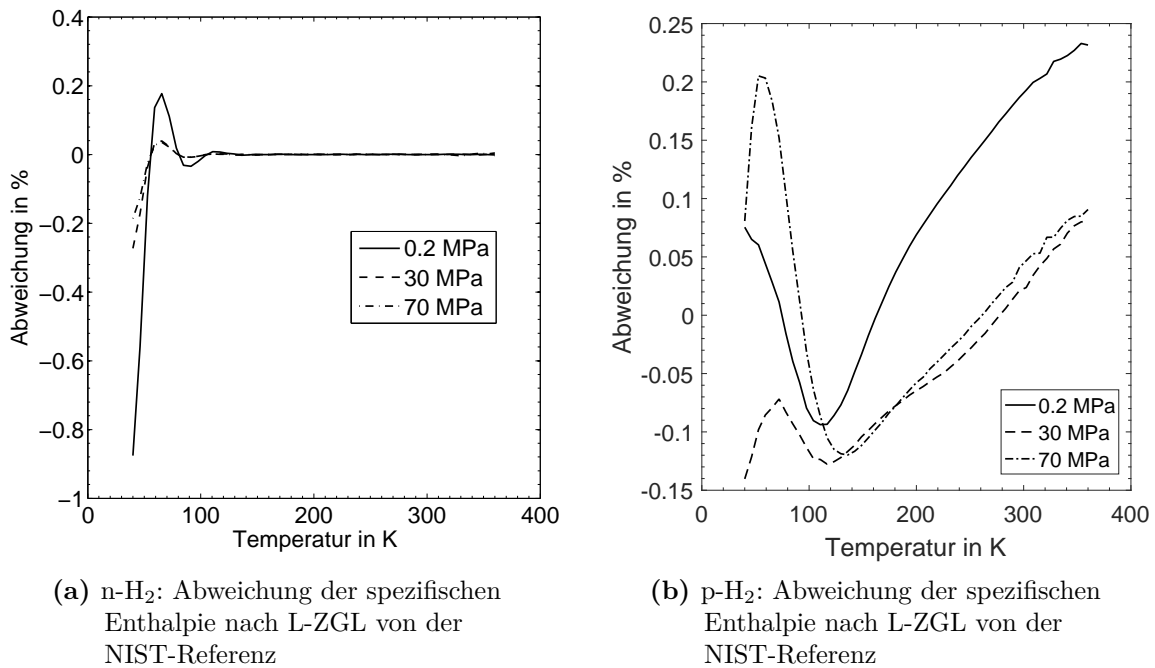 0.4
0.2
0
−0.2
−0.4
−0.6
−0.8
−1
0
100
200
300
400
Abweichung in %
Temperatur in K
0.2 MPa
30 MPa
70 MPa
(a) n-H₂: Abweichung der spezifischen
Enthalpie nach L-ZGL von der
NIST-Referenz
0.25
0.2
0.15
0.1
0.05
0
-0.05
-0.1
-0.15
0
100
200
300
400
Abweichung in %
Temperatur in K
0.2 MPa
30 MPa
70 MPa
(b) p-H₂: Abweichung der spezifischen
Enthalpie nach L-ZGL von der
NIST-Referenz